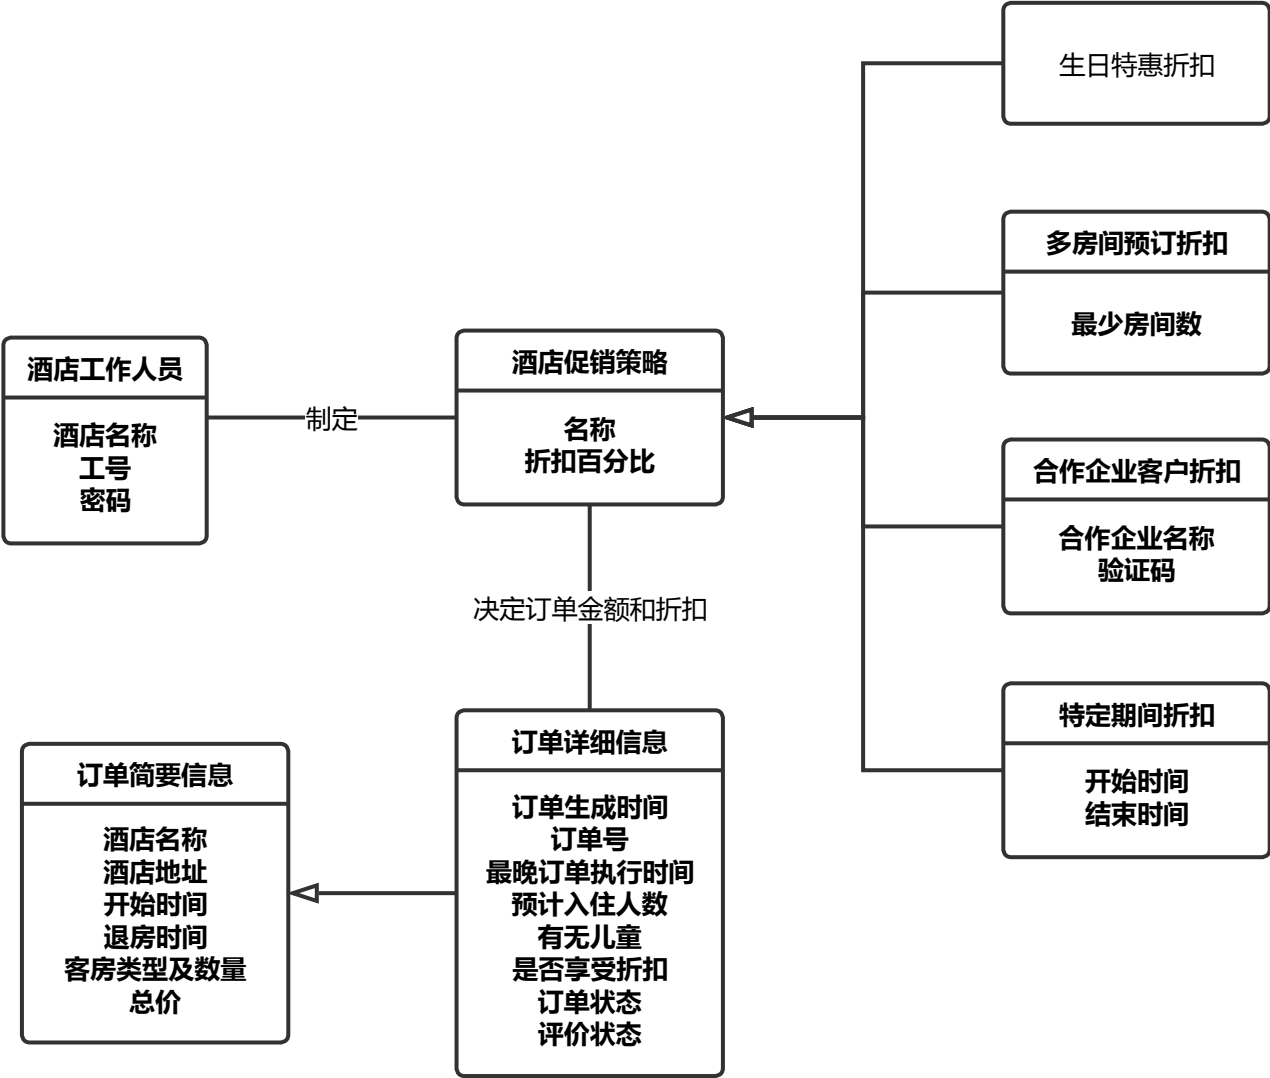 生日特惠折扣
多房间预订折扣
最少房间数
酒店工作人员
酒店名称
工号
密码
制定
酒店促销策略
名称
折扣百分比
合作企业客户折扣
合作企业名称
验证码
决定订单金额和折扣
特定期间折扣
开始时间
结束时间
订单简要信息
酒店名称
酒店地址
开始时间
退房时间
客房类型及数量
总价
订单详细信息
订单生成时间
订单号
最晚订单执行时间
预计入住人数
有无儿童
是否享受折扣
订单状态
评价状态